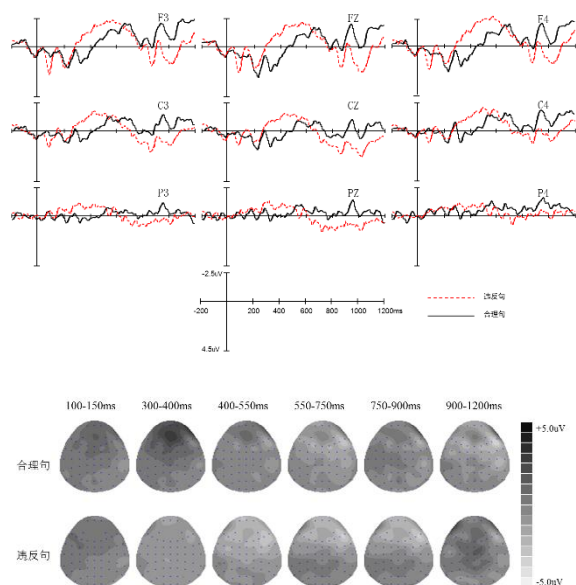 F3 FZ F4
C3 CZ C4
P3 PZ P4
-2.5uV
-200 200 400 600 800 1000 1200ms
4.5uV
违反句
合理句
100-150ms 300-400ms 400-550ms 550-750ms 750-900ms 900-1200ms
+5.0uV
合理句
违反句
-5.0uV